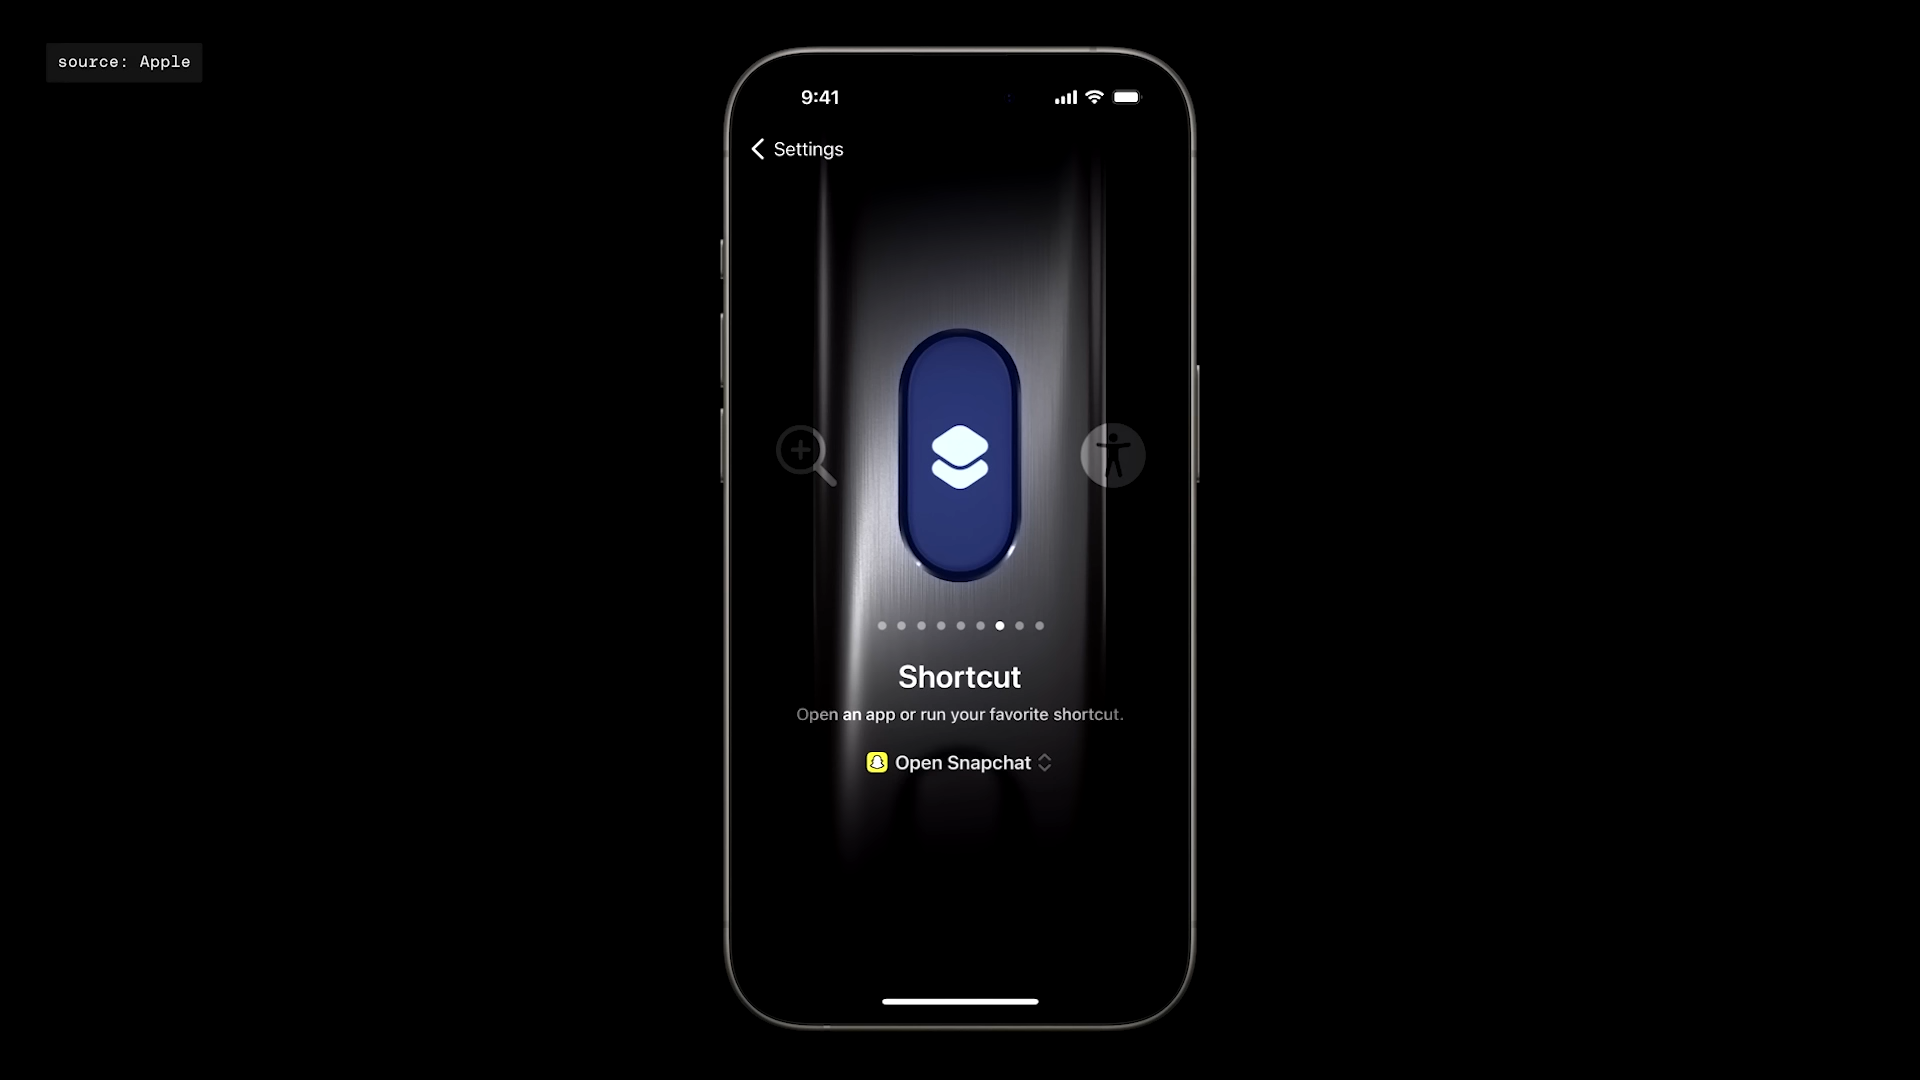 source: Apple
9:41
Settings
Shortcut
Open an app or run your favorite shortcut.
Open Snapchat